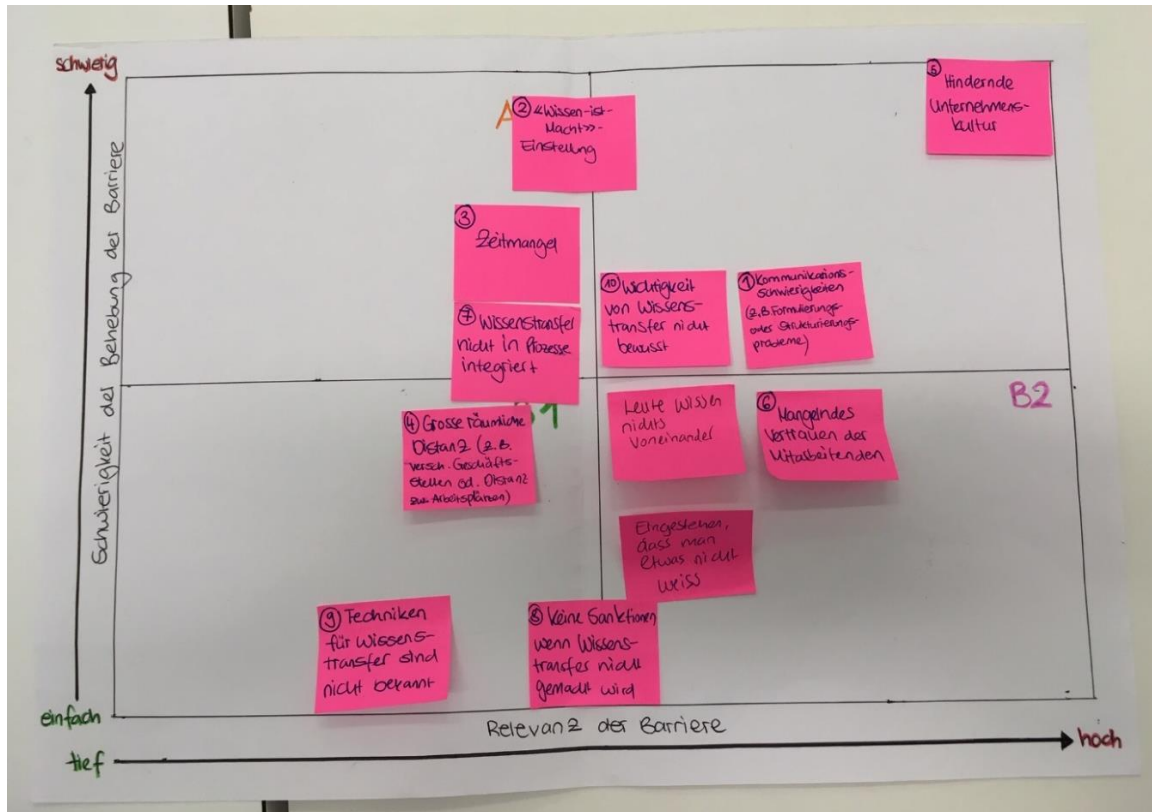 schwierig
Schwierigkeit der Behebung der Barriere
einfach
tief
Relevanz der Barriere
hoch
A
② «Wissen-ist-
Macht»-
Einstellung
⑤ Hindernde
Unternehmens-
kultur
③
Zeitmangel
⑩ Wichtigkeit
von Wissens-
transfer nicht
bewusst
① Kommunikations-
schwierigkeiten
(z.B. Formulierungs-
oder Strukturierungs-
probleme)
⑦ Wissenstransfer
nicht in Prozesse
integriert
B2
1
④ Grosse räumliche
Distanz (z.B.
versch. Geschäfts-
stellen od. Distanz
zw. Arbeitsplätzen)
Leute wissen
nichts
voneinander
⑥ Mangelndes
Vertrauen der
Mitarbeitenden
Eingestehen,
dass man
etwas nicht
weiss
⑨ Techniken
für Wissens-
transfer sind
nicht bekannt
⑧ Keine Sanktionen
wenn Wissens-
transfer nicht
gemacht wird